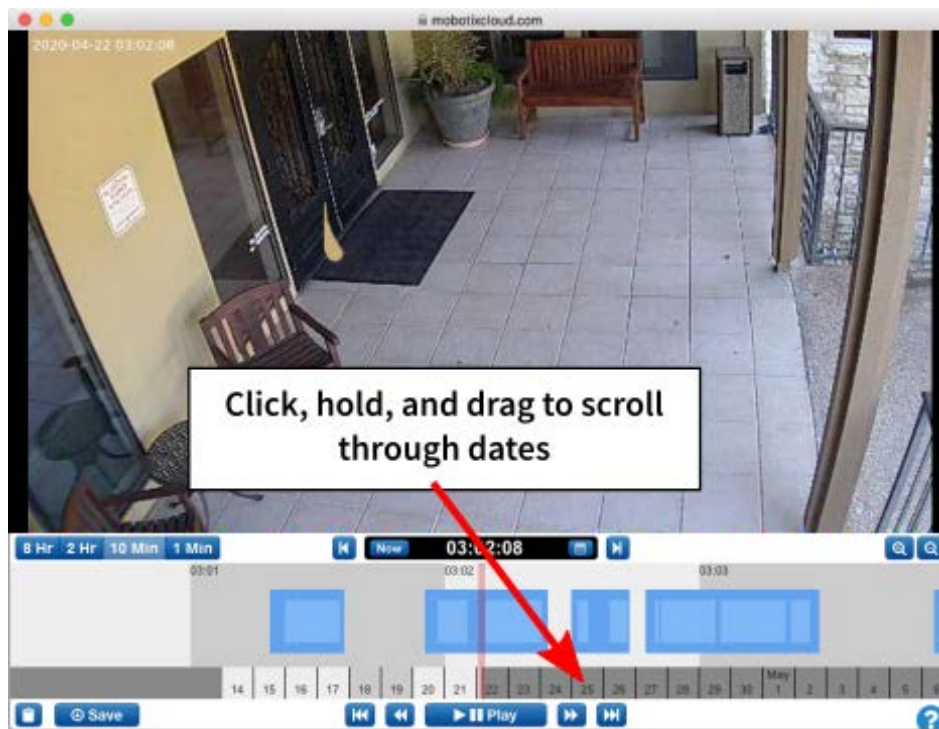 mobotixcloud.com
2020-04-22 03:02:08
Click, hold, and drag to scroll
through dates
8 Hr 2 Hr 10 Min 1 Min
Now 03:02:08
03:01 03:02 03:03
May
14 15 16 17 18 19 20 21 22 23 24 25 26 27 28 29 30 1 2 3 4 5 6
Save
Play
?